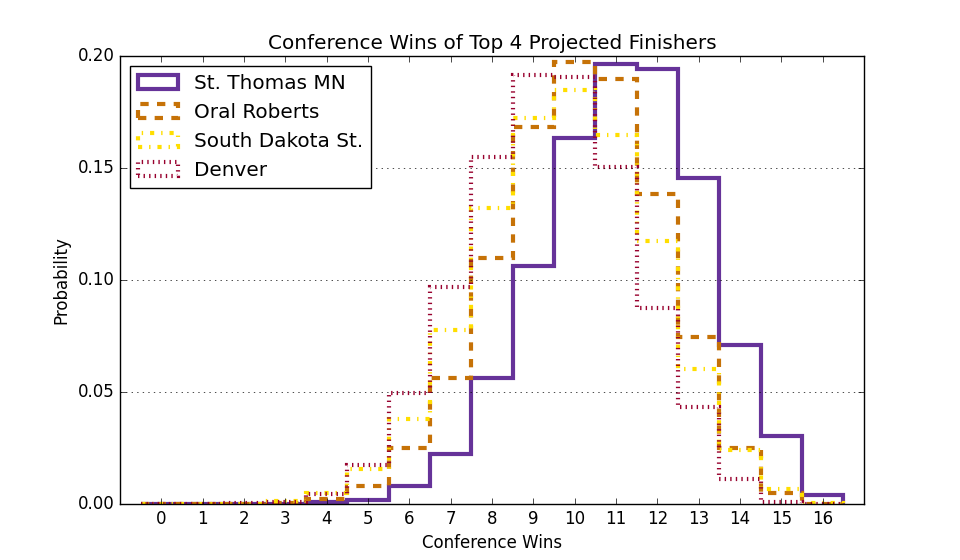 Conference Wins of Top 4 Projected Finishers
St. Thomas MN
Oral Roberts
South Dakota St.
Denver
Probability
0.20
0.15
0.10
0.05
0.00
0 1 2 3 4 5 6 7 8 9 10 11 12 13 14 15 16
Conference Wins